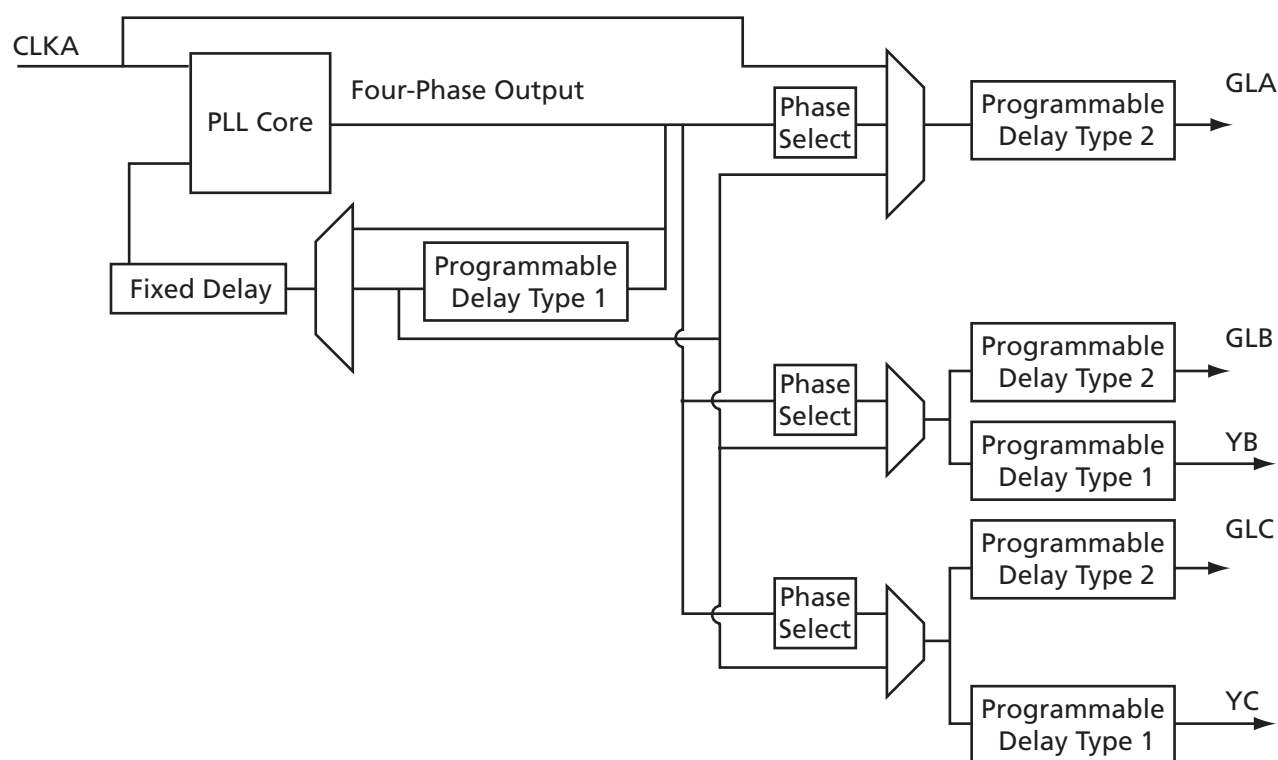 CLKA
PLL Core
Four-Phase Output
Phase
Select
Programmable
Delay Type 2
GLA
Fixed Delay
Programmable
Delay Type 1
Phase
Select
Programmable
Delay Type 2
GLB
Programmable
Delay Type 1
YB
Phase
Select
Programmable
Delay Type 2
GLC
Programmable
Delay Type 1
YC